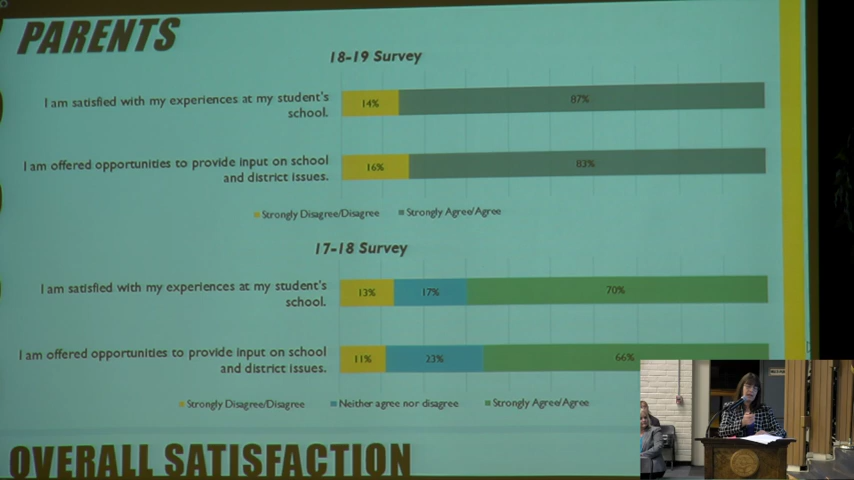 PARENTS
18-19 Survey
I am satisfied with my experiences at my student's
school.
14%
87%
I am offered opportunities to provide input on school
and district issues.
16%
83%
Strongly Disagree/Disagree
Strongly Agree/Agree
17-18 Survey
I am satisfied with my experiences at my student's
school.
13%
17%
70%
I am offered opportunities to provide input on school
and district issues.
11%
23%
66%
Strongly Disagree/Disagree
Neither agree nor disagree
Strongly Agree/Agree
OVERALL SATISFACTION